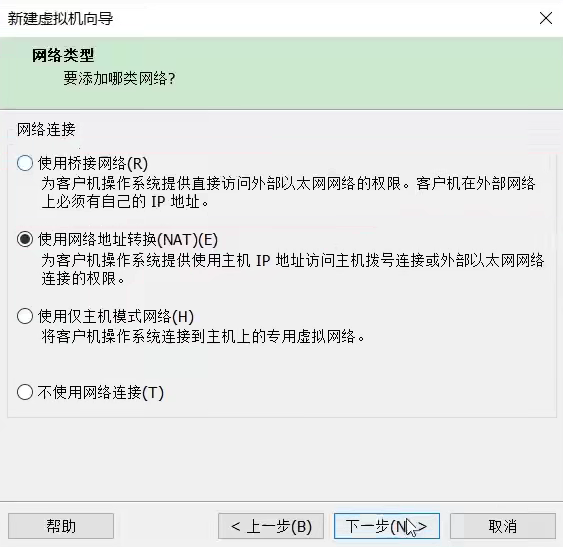 新建虚拟机向导
网络类型
要添加哪类网络?
网络连接
使用桥接网络(R)
为客户机操作系统提供直接访问外部以太网网络的权限。客户机在外部网络
上必须有自己的 IP 地址。
使用网络地址转换(NAT)(E)
为客户机操作系统提供使用主机 IP 地址访问主机拨号连接或外部以太网网络
连接的权限。
使用仅主机模式网络(H)
将客户机操作系统连接到主机上的专用虚拟网络。
不使用网络连接(T)
帮助
< 上一步(B)
下一步(N) >
取消